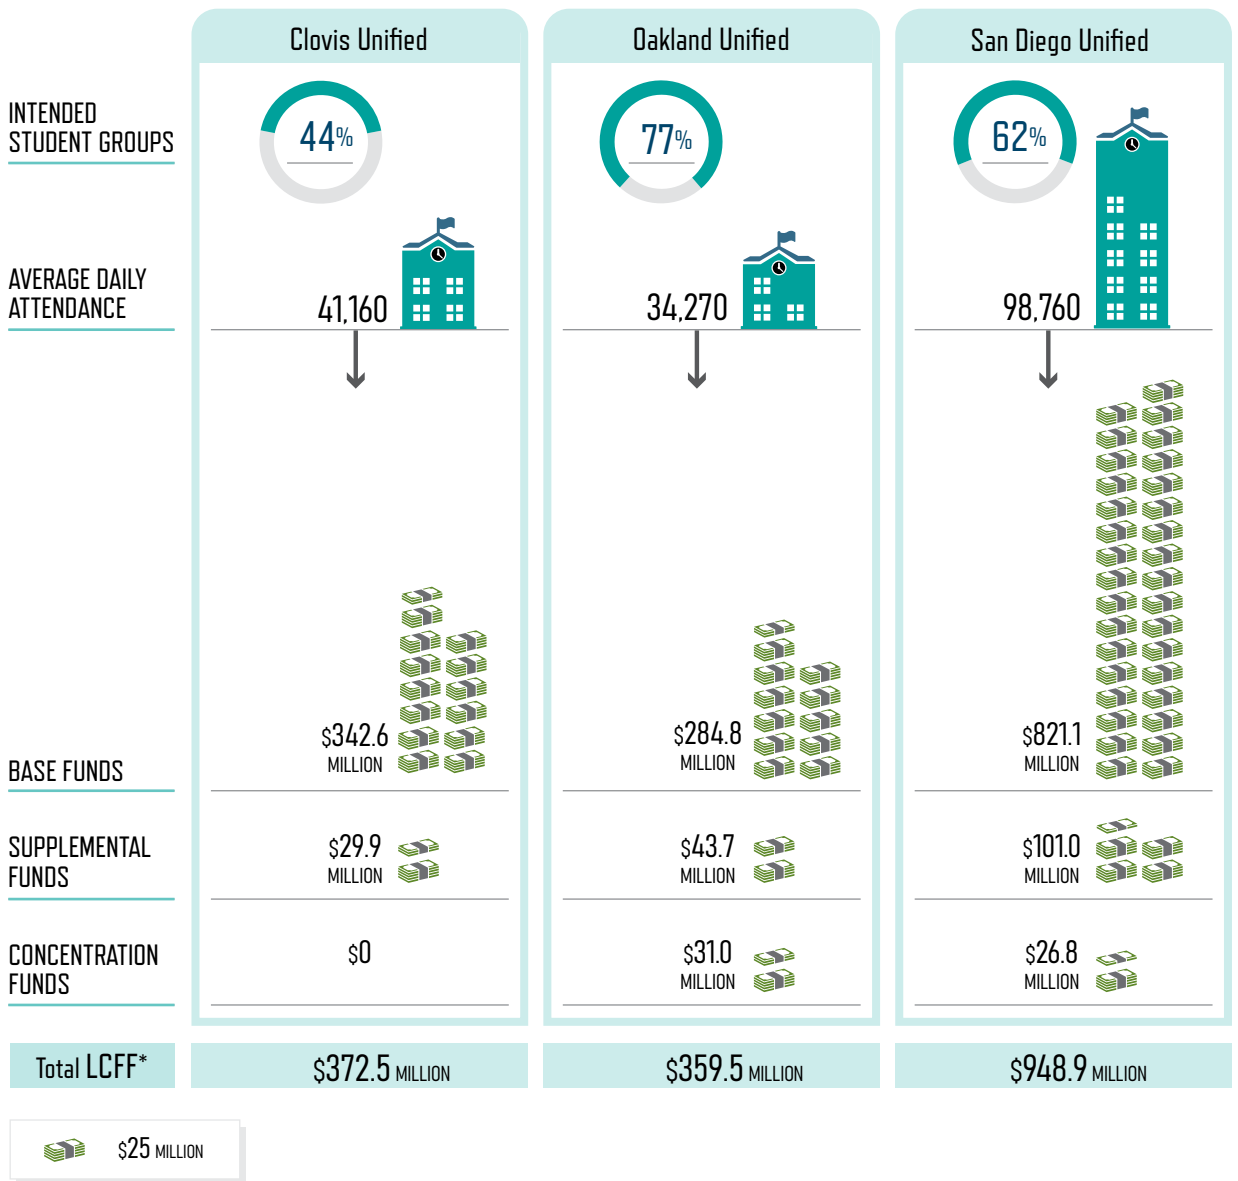 Clovis Unified
Oakland Unified
San Diego Unified
INTENDED
STUDENT GROUPS
44%
77%
62%
AVERAGE DAILY
ATTENDANCE
41,160
34,270
98,760
BASE FUNDS
$342.6
MILLION
$284.8
MILLION
$821.1
MILLION
SUPPLEMENTAL
FUNDS
$29.9
MILLION
$43.7
MILLION
$101.0
MILLION
CONCENTRATION
FUNDS
$0
$31.0
MILLION
$26.8
MILLION
Total LCFF*
$372.5 MILLION
$359.5 MILLION
$948.9 MILLION
$25 MILLION